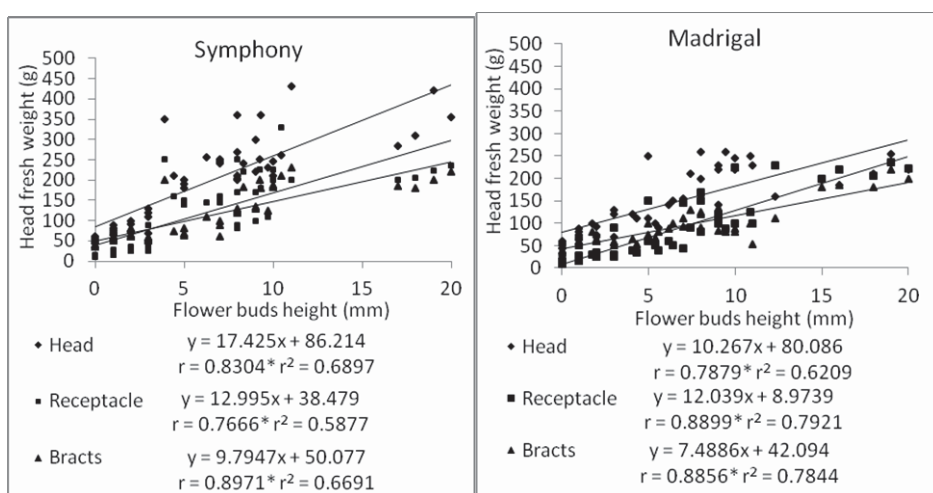 Symphony
Head fresh weight (g)
500
450
400
350
300
250
200
150
100
50
0
0 5 10 15 20
Flower buds height (mm)
Head y = 17.425x + 86.214
r = 0.8304* r² = 0.6897
Receptacle y = 12.995x + 38.479
r = 0.7666* r² = 0.5877
Bracts y = 9.7947x + 50.077
r = 0.8971* r² = 0.6691
Madrigal
Head fresh weight (g)
500
450
400
350
300
250
200
150
100
50
0
0 5 10 15 20
Flower buds height (mm)
Head y = 10.267x + 80.086
r = 0.7879* r² = 0.6209
Receptacle y = 12.039x + 8.9739
r = 0.8899* r² = 0.7921
Bracts y = 7.4886x + 42.094
r = 0.8856* r² = 0.7844